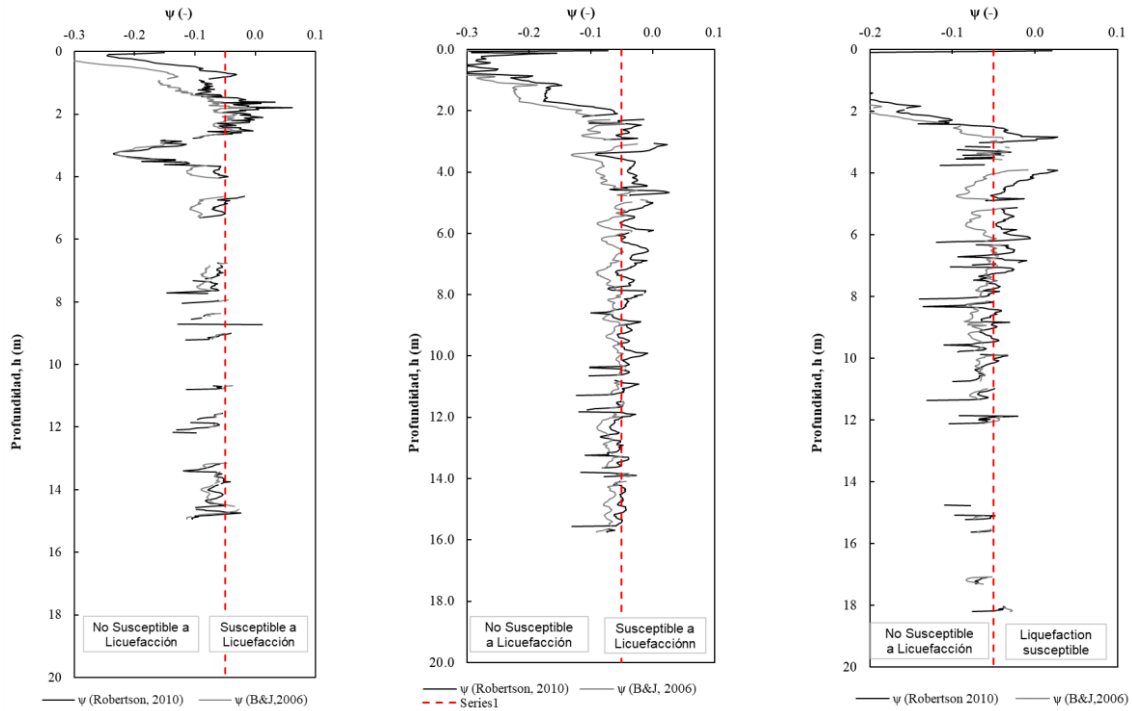 ψ (-)
-0.3 -0.2 -0.1 0.0 0.1
0
2
4
6
8
10
12
14
16
18
20
Profundidad, h (m)
No Susceptible a
Licuefacción
Susceptible a
Licuefacción
ψ (Robertson, 2010) ψ (B&J,2006)
ψ (-)
-0.3 -0.2 -0.1 0.0 0.1
0.0
2.0
4.0
6.0
8.0
10.0
12.0
14.0
16.0
18.0
20.0
Profundidad, h (m)
No Susceptible
a Licuefacción
Susceptible a
Licuefacciónn
ψ (Robertson, 2010) ψ (B&J, 2006)
Series1
ψ (-)
-0.2 -0.1 0.0 0.1
0
2
4
6
8
10
12
14
16
18
20
Profundidad, h (m)
No Susceptible
a Licuefacción
Liquefaction
susceptible
ψ (Robertson 2010) ψ (B&J,2006)